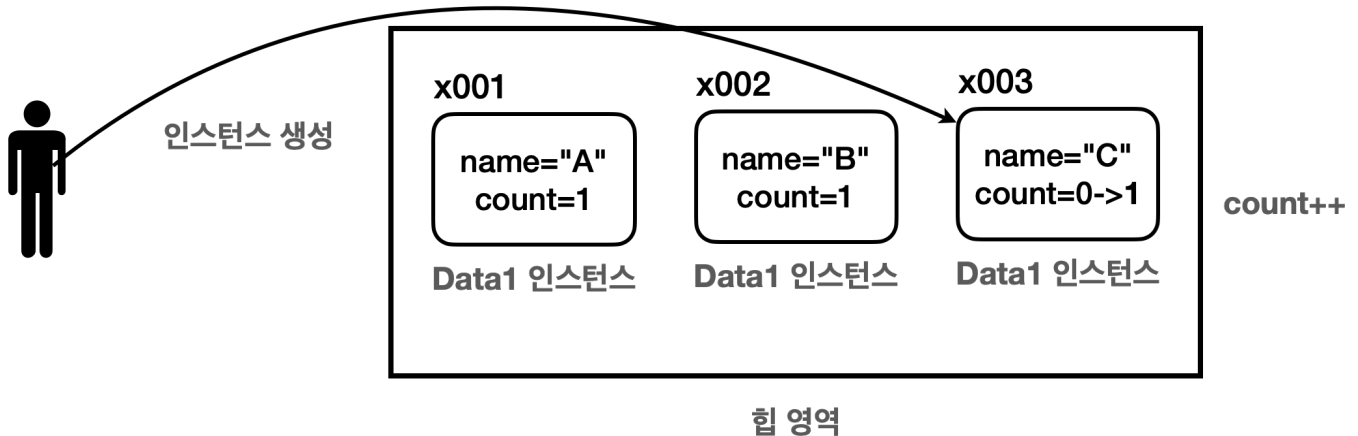 인스턴스 생성
x001
name="A"
count=1
Data1 인스턴스
x002
name="B"
count=1
Data1 인스턴스
x003
name="C"
count=0->1
Data1 인스턴스
count++
힙 영역